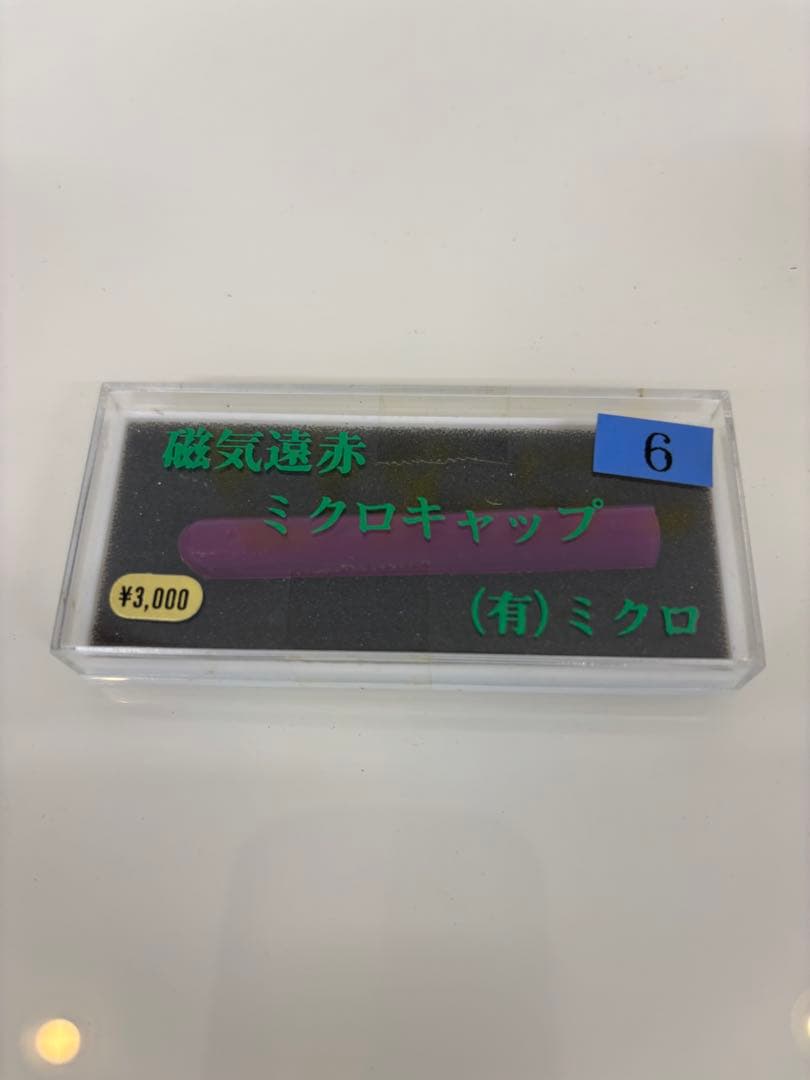 磁気遠赤
6
ミクロキャップ
¥3,000
(有)ミクロ